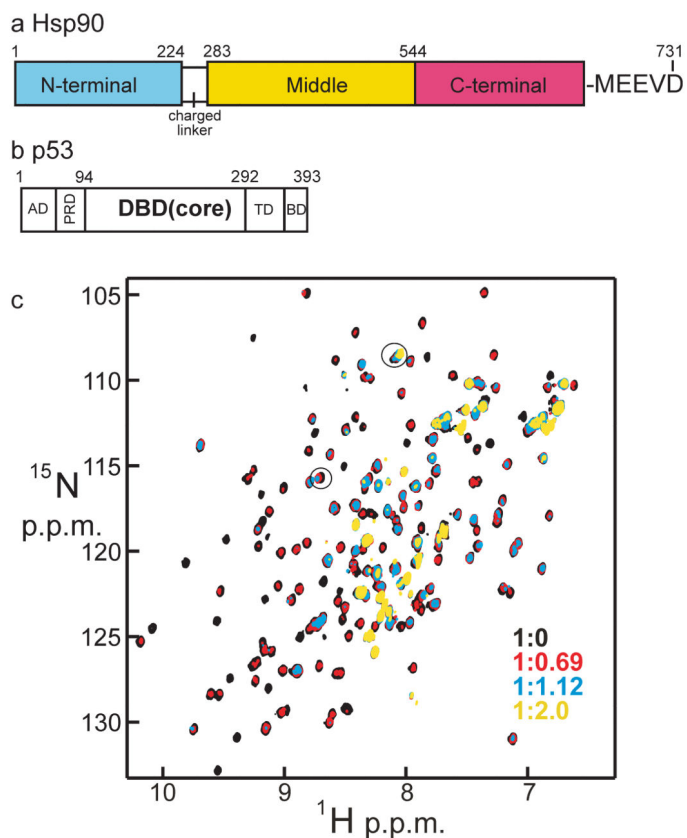 a Hsp90
1 224 283 544 731
N-terminal Middle C-terminal -MEEVD
charged
linker
b p53
1 94 292 393
AD PRD DBD(core) TD BD
c
105
110
115
120
125
130
15N
p.p.m.
1:0
1:0.69
1:1.12
1:2.0
10 9 8 7
1H p.p.m.